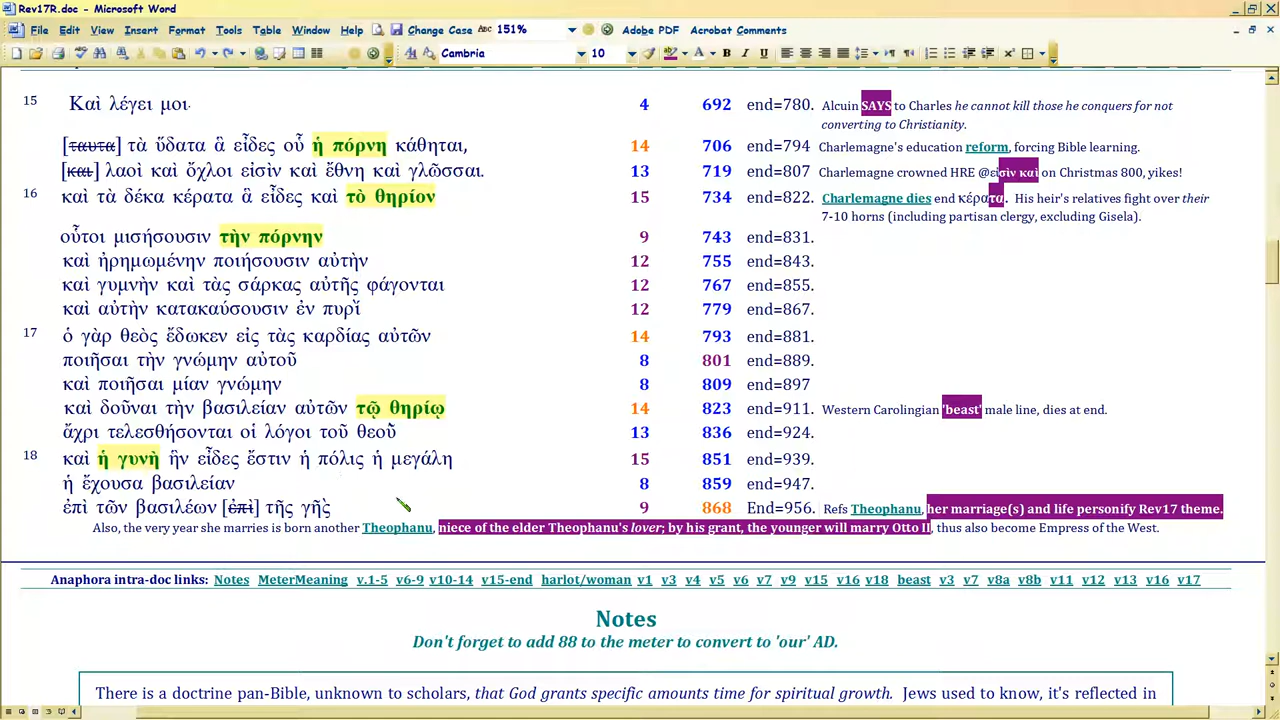 Rev17R.doc - Microsoft Word
File Edit View Insert Format Tools Table Window Help Change Case 151% Adobe PDF Acrobat Comments
Cambria 10 B I U
15 Καὶ λέγει μοι· 4 692 end=780. Alcuin SAYS to Charles he cannot kill those he conquers for not
converting to Christianity.
[ταυτα] τὰ ὕδατα ἃ εἶδες οὗ ἡ πόρνη κάθηται, 14 706 end=794 Charlemagne's education reform, forcing Bible learning.
[και] λαοὶ καὶ ὄχλοι εἰσὶν καὶ ἔθνη καὶ γλῶσσαι. 13 719 end=807 Charlemagne crowned HRE @εἰσὶν καὶ on Christmas 800, yikes!
16 καὶ τὰ δέκα κέρατα ἃ εἶδες καὶ τὸ θηρίον 15 734 end=822. Charlemagne dies end κέρατα. His heir's relatives fight over their
7-10 horns (including partisan clergy, excluding Gisela).
οὗτοι μισήσουσιν τὴν πόρνην 9 743 end=831.
καὶ ἠρημωμένην ποιήσουσιν αὐτὴν 12 755 end=843.
καὶ γυμνὴν καὶ τὰς σάρκας αὐτῆς φάγονται 12 767 end=855.
καὶ αὐτὴν κατακαύσουσιν ἐν πυρῖ 12 779 end=867.
17 ὁ γὰρ θεὸς ἔδωκεν εἰς τὰς καρδίας αὐτῶν 14 793 end=881.
ποιῆσαι τὴν γνώμην αὐτοῦ 8 801 end=889.
καὶ ποιῆσαι μίαν γνώμην 8 809 end=897
καὶ δοῦναι τὴν βασιλείαν αὐτῶν τῷ θηρίῳ 14 823 end=911. Western Carolingian 'beast' male line, dies at end.
ἄχρι τελεσθήσονται οἱ λόγοι τοῦ θεοῦ 13 836 end=924.
18 καὶ ἡ γυνὴ ἣν εἶδες ἔστιν ἡ πόλις ἡ μεγάλη 15 851 end=939.
ἡ ἔχουσα βασιλείαν 8 859 end=947.
ἐπὶ τῶν βασιλέων [ἐπὶ] τῆς γῆς 9 868 End=956. Refs Theophanu, her marriage(s) and life personify Rev17 theme.
Also, the very year she marries is born another Theophanu, niece of the elder Theophanu's lover; by his grant, the younger will marry Otto II, thus also become Empress of the West.
Anaphora intra-doc links: Notes MeterMeaning v.1-5 v6-9 v10-14 v15-end harlot/woman v1 v3 v4 v5 v6 v7 v9 v15 v16 v18 beast v3 v7 v8a v8b v11 v12 v13 v16 v17
Notes
Don't forget to add 88 to the meter to convert to 'our' AD.
There is a doctrine pan-Bible, unknown to scholars, that God grants specific amounts time for spiritual growth. Jews used to know, it's reflected in